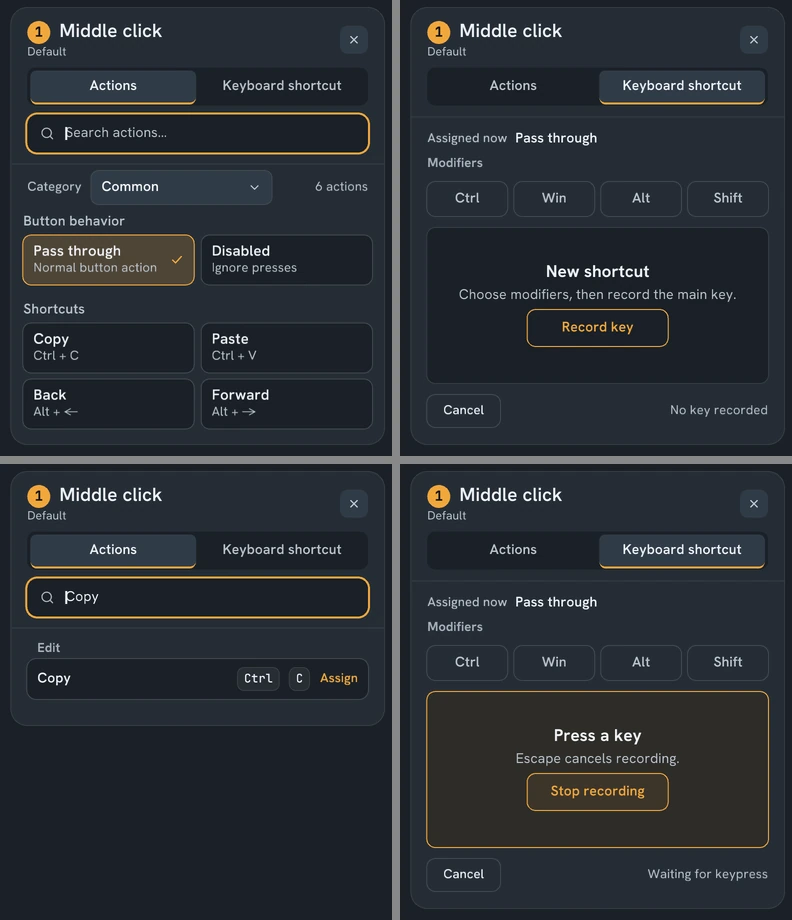 1 Middle click
Default
×
Actions Keyboard shortcut
Search actions...
Category Common 6 actions
Button behavior
Pass through Disabled
Normal button action Ignore presses
Shortcuts
Copy Paste
Ctrl + C Ctrl + V
Back Forward
Alt + ← Alt + →
1 Middle click
Default
×
Actions Keyboard shortcut
Assigned now Pass through
Modifiers
Ctrl Win Alt Shift
New shortcut
Choose modifiers, then record the main key.
Record key
Cancel No key recorded
1 Middle click
Default
×
Actions Keyboard shortcut
Copy
Edit
Copy Ctrl C Assign
1 Middle click
Default
×
Actions Keyboard shortcut
Assigned now Pass through
Modifiers
Ctrl Win Alt Shift
Press a key
Escape cancels recording.
Stop recording
Cancel Waiting for keypress